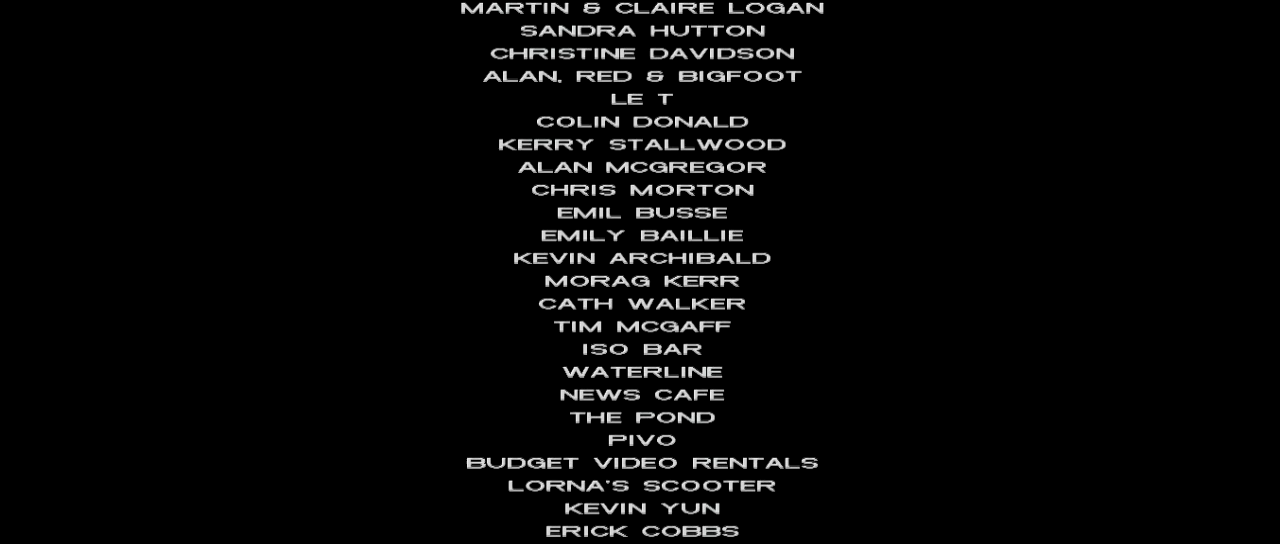 MARTIN & CLAIRE LOGAN
SANDRA HUTTON
CHRISTINE DAVIDSON
ALAN, RED & BIGFOOT
LE T
COLIN DONALD
KERRY STALLWOOD
ALAN MCGREGOR
CHRIS MORTON
EMIL BUSSE
EMILY BAILLIE
KEVIN ARCHIBALD
MORAG KERR
CATH WALKER
TIM MCGAFF
ISO BAR
WATERLINE
NEWS CAFE
THE POND
PIVO
BUDGET VIDEO RENTALS
LORNA'S SCOOTER
KEVIN YUN
ERICK COBBS